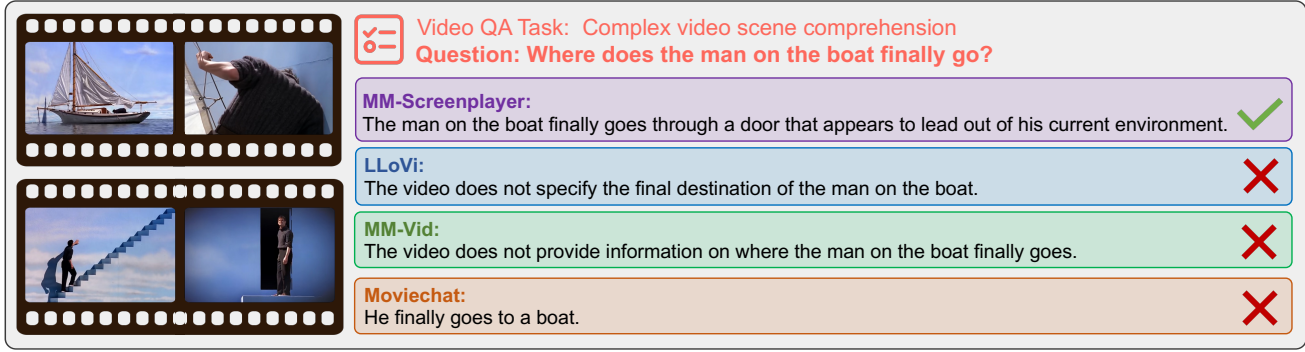 Video QA Task: Complex video scene comprehension
Question: Where does the man on the boat finally go?
MM-Screenplayer:
The man on the boat finally goes through a door that appears to lead out of his current environment.
LLoVi:
The video does not specify the final destination of the man on the boat.
MM-Vid:
The video does not provide information on where the man on the boat finally goes.
Moviechat:
He finally goes to a boat.